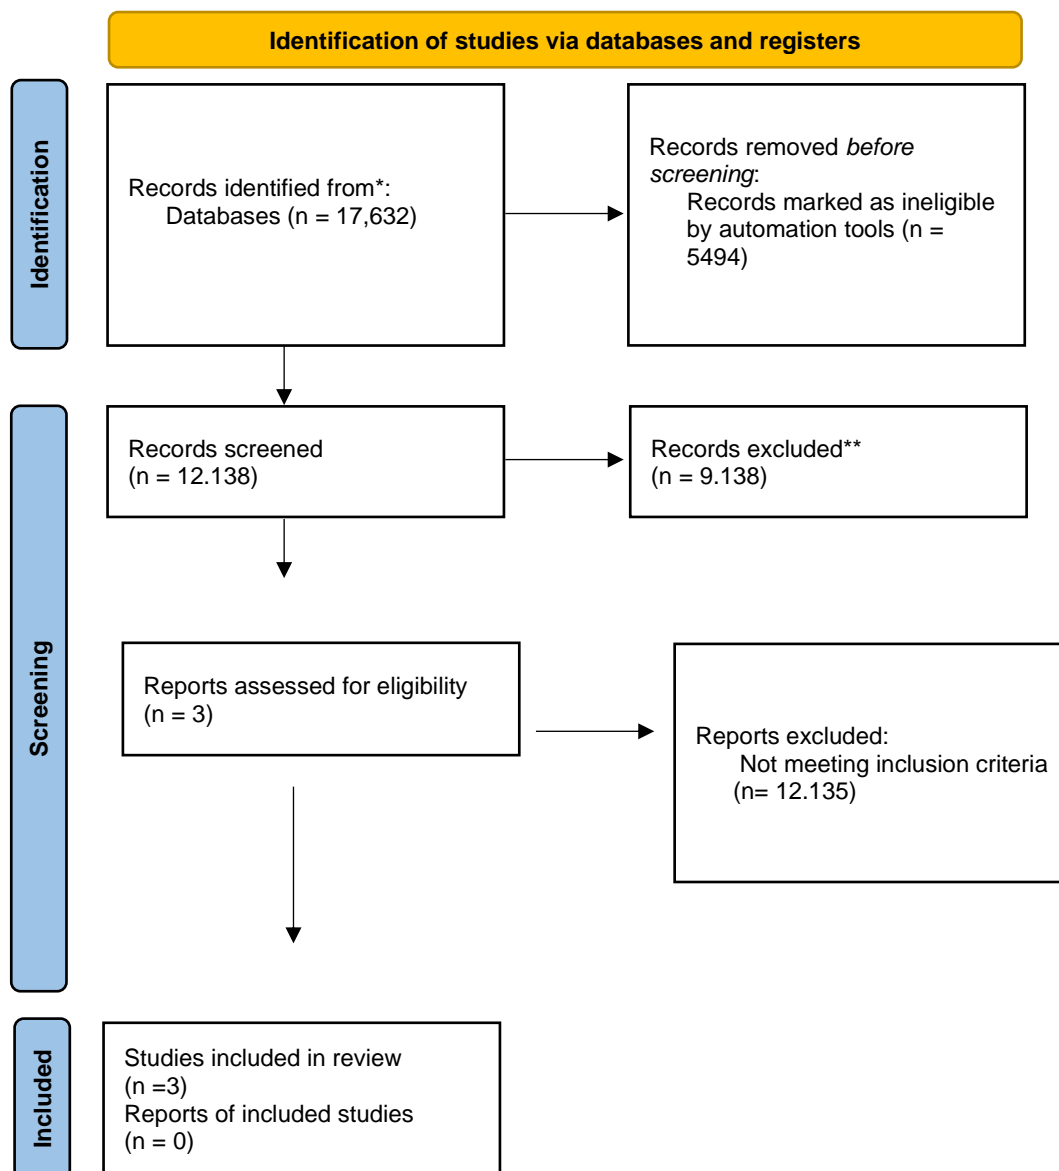 Identification of studies via databases and registers
Identification
Records identified from*:
Databases (n = 17,632)
Records removed before
screening:
Records marked as ineligible
by automation tools (n =
5494)
Screening
Records screened
(n = 12.138)
Records excluded**
(n = 9.138)
Reports assessed for eligibility
(n = 3)
Reports excluded:
Not meeting inclusion criteria
(n= 12.135)
Included
Studies included in review
(n =3)
Reports of included studies
(n = 0)